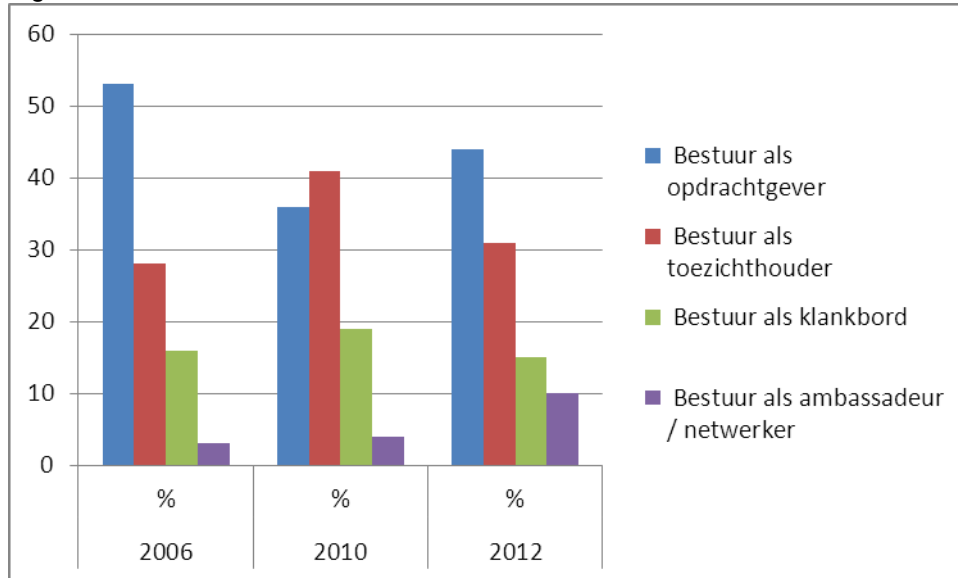 60
50
40
30
20
10
0
%
%
%
2006
2010
2012
Bestuur als
opdrachtgever
Bestuur als
toezichthouder
Bestuur als klankbord
Bestuur als ambassadeur
/ netwerker